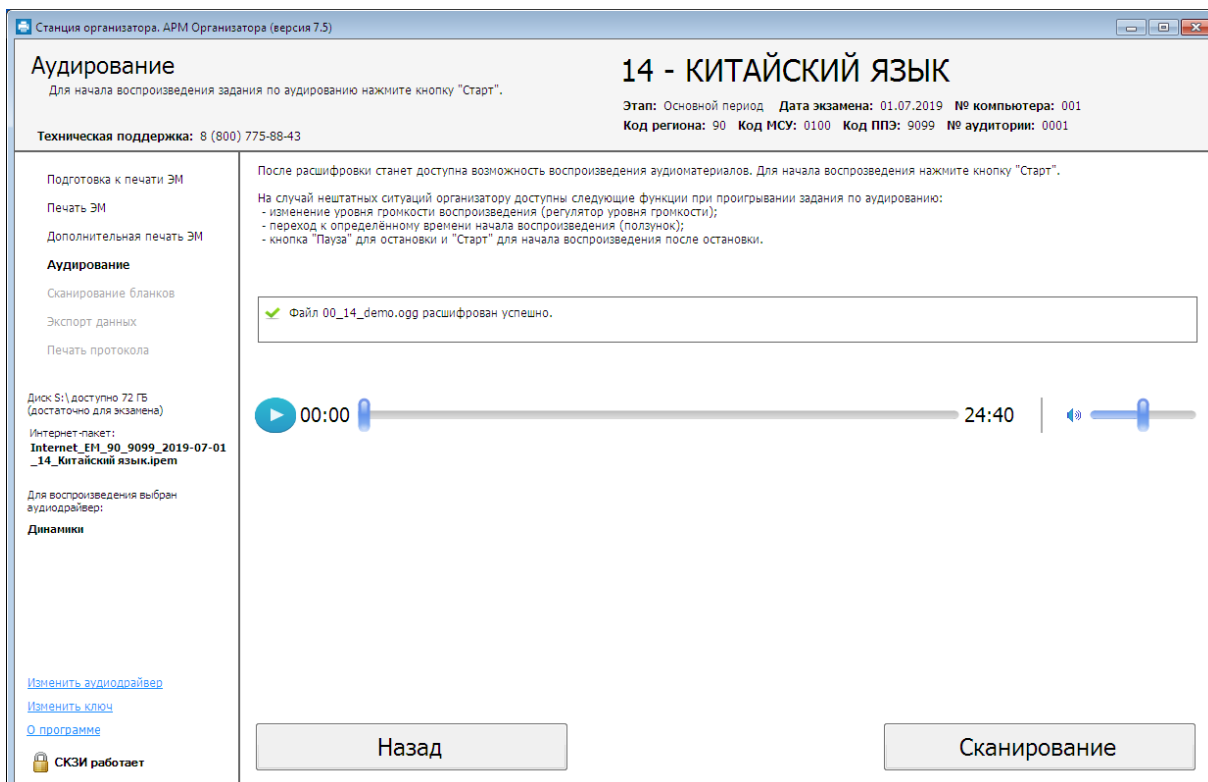 Станция организатора. АРМ Организатора (версия 7.5)
Аудирование
Для начала воспроизведения задания по аудированию нажмите кнопку "Старт".
Техническая поддержка: 8 (800) 775-88-43
14 - КИТАЙСКИЙ ЯЗЫК
Этап: Основной период Дата экзамена: 01.07.2019 № компьютера: 001
Код региона: 90 Код МСУ: 0100 Код ППЭ: 9099 № аудитории: 0001
Подготовка к печати ЭМ
Печать ЭМ
Дополнительная печать ЭМ
Аудирование
Сканирование бланков
Экспорт данных
Печать протокола
Диск S:\ доступно 72 ГБ
(достаточно для экзамена)
Интернет-пакет:
Internet_EM_90_9099_2019-07-01
_14_Китайский язык.ipem
Для воспроизведения выбран
аудиодрайвер:
Динамики
Изменить аудиодрайвер
Изменить ключ
О программе
СКЗИ работает
После расшифровки станет доступна возможность воспроизведения аудиоматериалов. Для начала воспрозведения нажмите кнопку "Старт".
На случай нештатных ситуаций организатору доступны следующие функции при проигрывании задания по аудированию:
- изменение уровня громкости воспроизведения (регулятор уровня громкости);
- переход к определённому времени начала воспроизведения (ползунок);
- кнопка "Пауза" для остановки и "Старт" для начала воспроизведения после остановки.
Файл 00_14_demo.ogg расшифрован успешно.
00:00
24:40
Назад
Сканирование